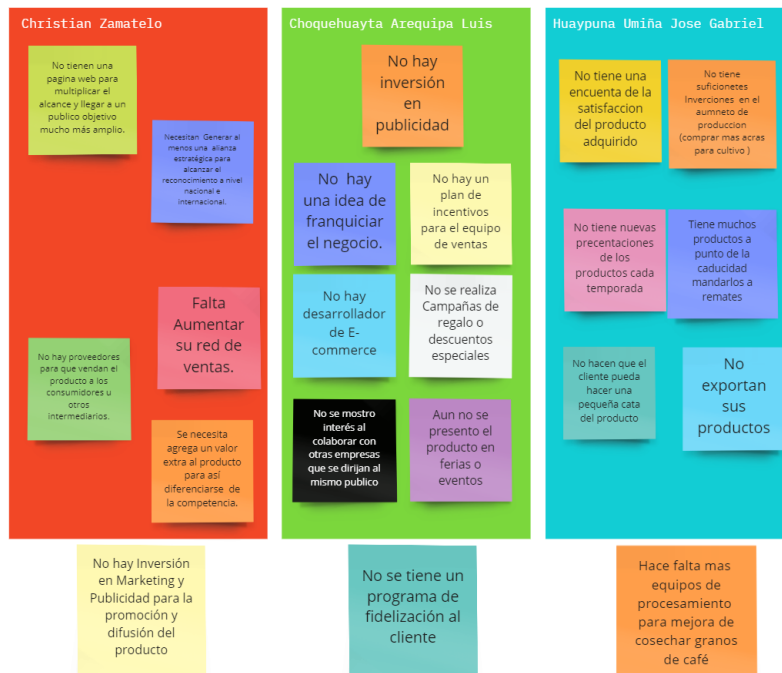 Christian Zamatelo
No tienen una
pagina web para
multiplicar el
alcance y llegar a un
publico objetivo
mucho más amplio.
Necesitan Generar al
menos una alianza
estratégica para
alcanzar el
reconocimiento a nivel
nacional e
internacional.
Falta
Aumentar
su red de
ventas.
No hay proveedores
para que vendan el
producto a los
consumidores u
otros
intermediarios.
Se necesita
agrega un valor
extra al producto
para así
diferenciarse de
la competencia.
Choquehuayta Arequipa Luis
No hay
inversión
en
publicidad
No hay
una idea de
franquiciar
el negocio.
No hay un
plan de
incentivos
para el equipo
de ventas
No hay
desarrollador
de E-
commerce
No se realiza
Campañas de
regalo o
descuentos
especiales
No se mostro
interés al
colaborar con
otras empresas
que se dirijan al
mismo publico
Aun no se
presento el
producto en
ferias o
eventos
Huaypuna Umiña Jose Gabriel
No tiene una
encuenta de la
satisfaccion
del producto
adquirido
No tiene
suficionetes
Inverciones en el
aumneto de
produccion
(comprar mas acras
para cultivo )
No tiene nuevas
precentaciones
de los
productos cada
temporada
Tiene muchos
productos a
punto de la
caducidad
mandarlos a
remates
No hacen que el
cliente pueda
hacer una
pequeña cata
del producto
No
exportan
sus
productos
No hay Inversión
en Marketing y
Publicidad para la
promoción y
difusión del
producto
No se tiene un
programa de
fidelización al
cliente
Hace falta mas
equipos de
procesamiento
para mejora de
cosechar granos
de café